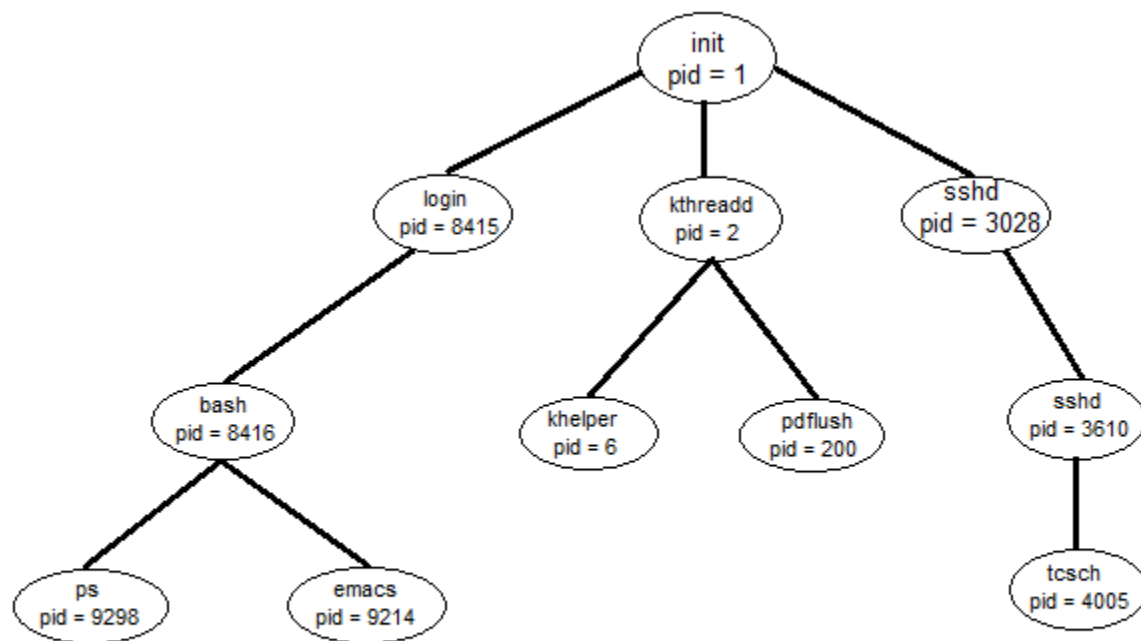 init
pid = 1
login
pid = 8415
kthreadd
pid = 2
sshd
pid = 3028
bash
pid = 8416
khelper
pid = 6
pdflush
pid = 200
sshd
pid = 3610
ps
pid = 9298
emacs
pid = 9214
tcsch
pid = 4005